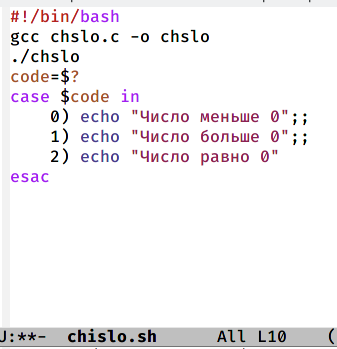 #!/bin/bash
gcc chslo.c -o chslo
./chslo
code=$?
case $code in
    0) echo "Число меньше 0";;
    1) echo "Число больше 0";;
    2) echo "Число равно 0"
esac
U:**-  chislo.sh      All L10    (